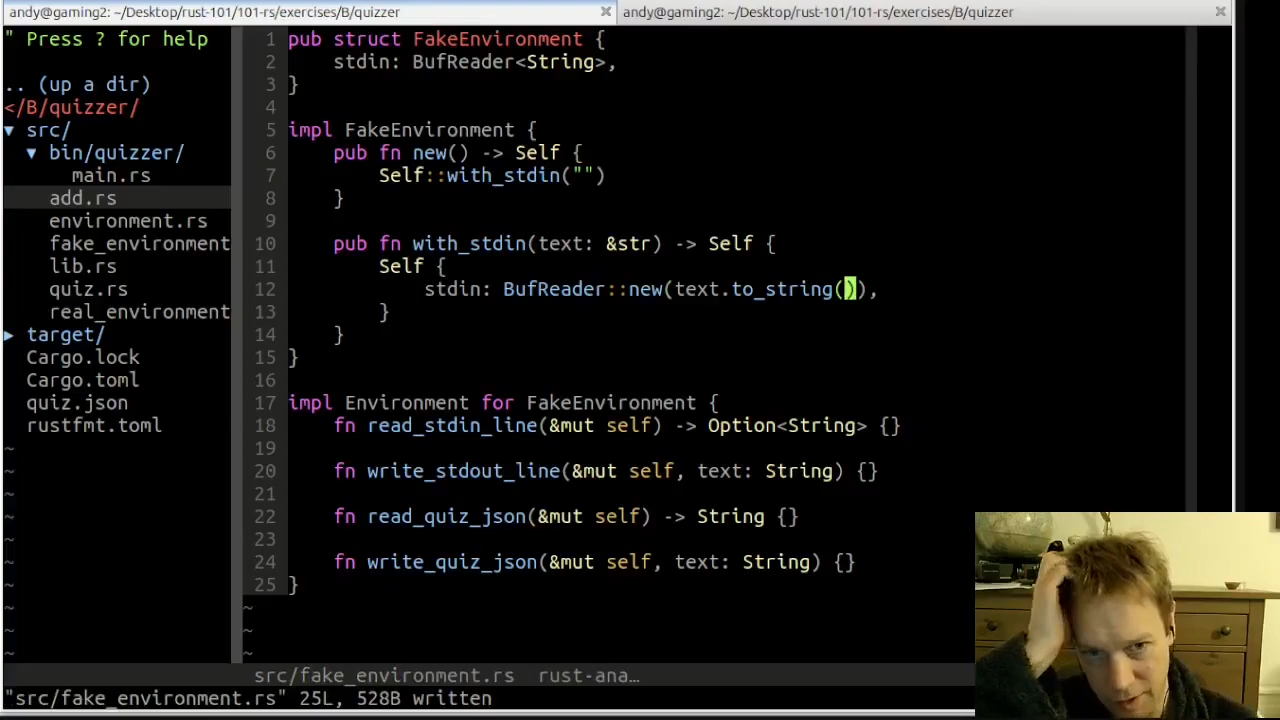 andy@gaming2: ~/Desktop/rust-101/101-rs/exercises/B/quizzer
andy@gaming2: ~/Desktop/rust-101/101-rs/exercises/B/quizzer
" Press ? for help
.. (up a dir)
</B/quizzer/
▼ src/
▼ bin/quizzer/
main.rs
add.rs
environment.rs
fake_environment
lib.rs
quiz.rs
real_environment
▶ target/
Cargo.lock
Cargo.toml
quiz.json
rustfmt.toml
~
~
~
~
~
~
~
~
~
~
1 pub struct FakeEnvironment {
2     stdin: BufReader<String>,
3 }
4
5 impl FakeEnvironment {
6     pub fn new() -> Self {
7         Self::with_stdin("")
8     }
9
10     pub fn with_stdin(text: &str) -> Self {
11         Self {
12             stdin: BufReader::new(text.to_string()),
13         }
14     }
15 }
16
17 impl Environment for FakeEnvironment {
18     fn read_stdin_line(&mut self) -> Option<String> {}
19
20     fn write_stdout_line(&mut self, text: String) {}
21
22     fn read_quiz_json(&mut self) -> String {}
23
24     fn write_quiz_json(&mut self, text: String) {}
25 }
~
~
~
src/fake_environment.rs rust-ana…
"src/fake_environment.rs" 25L, 528B written